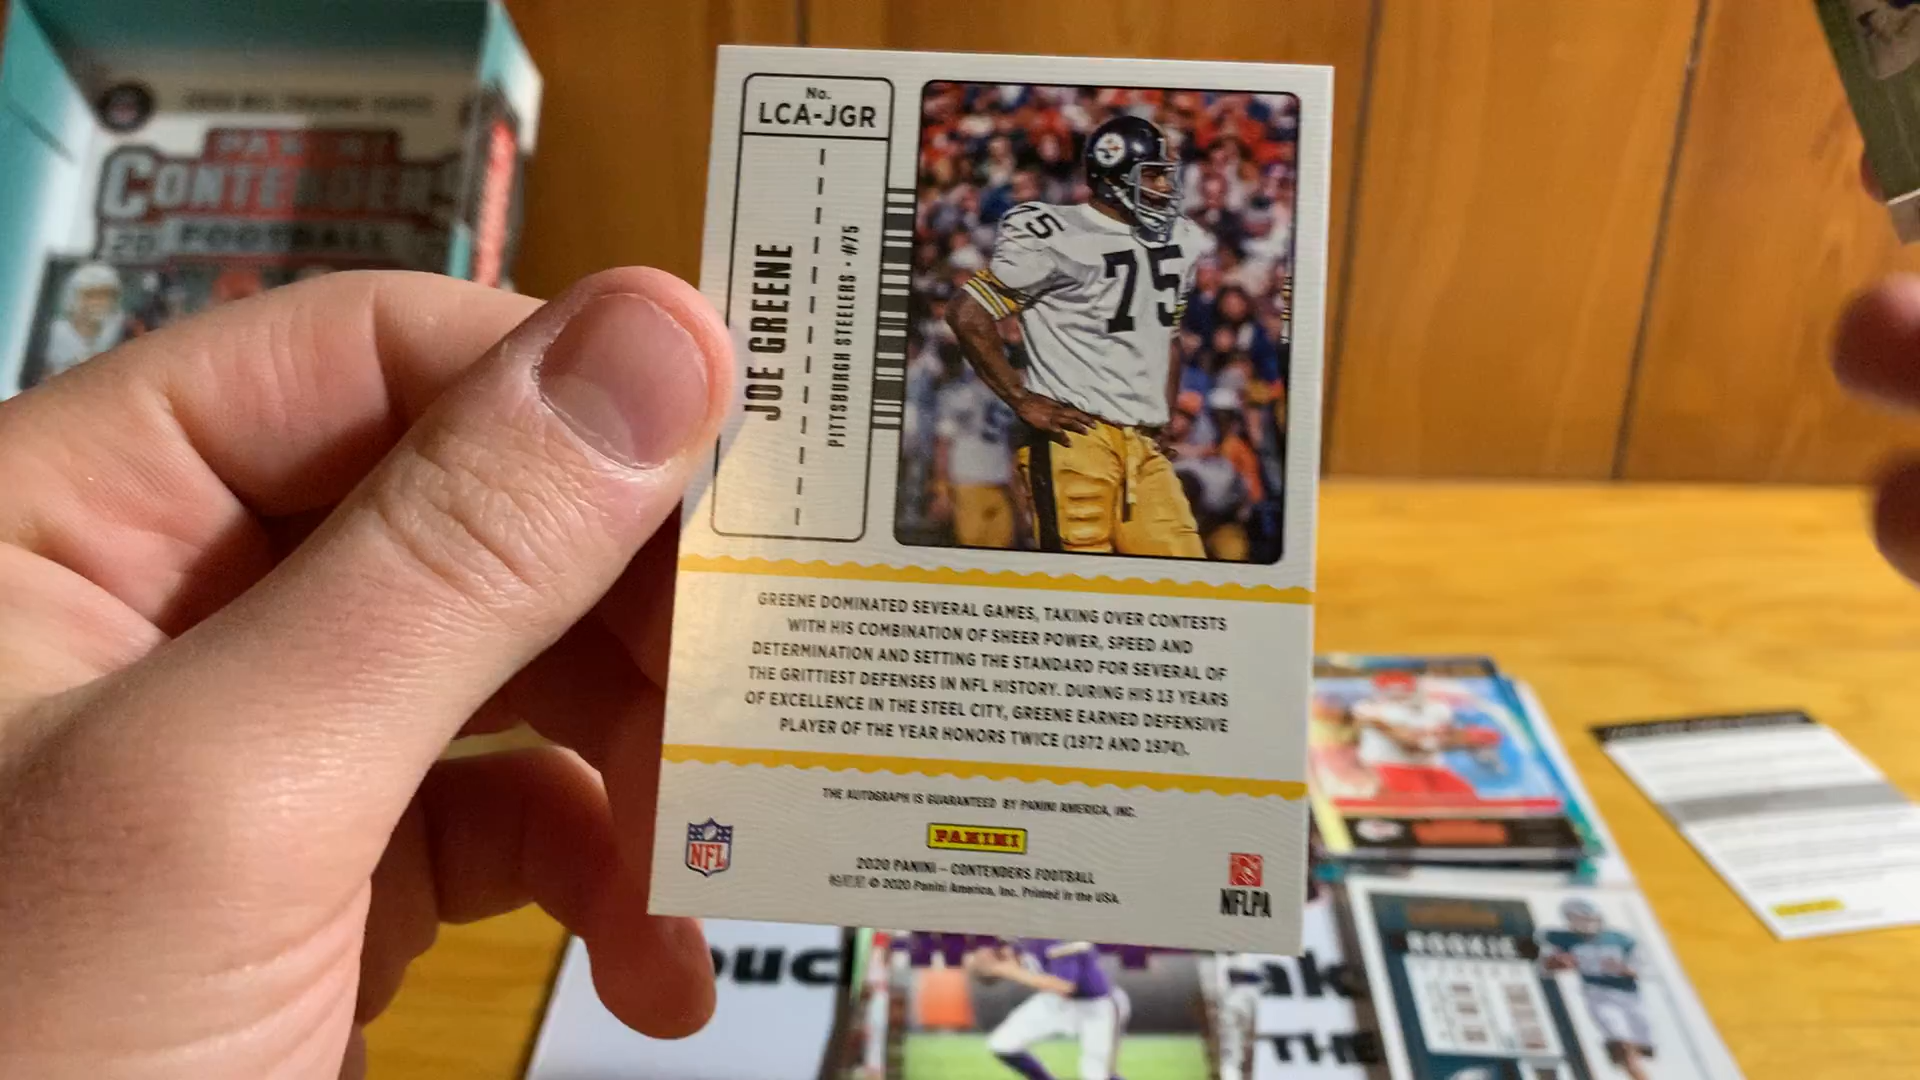 PANINI
CONTENDERS
20 FOOTBALL
No.
LCA-JGR
JOE GREENE
PITTSBURGH STEELERS • #75
75
75
GREENE DOMINATED SEVERAL GAMES, TAKING OVER CONTESTS
WITH HIS COMBINATION OF SHEER POWER, SPEED AND
DETERMINATION AND SETTING THE STANDARD FOR SEVERAL OF
THE GRITTIEST DEFENSES IN NFL HISTORY. DURING HIS 13 YEARS
OF EXCELLENCE IN THE STEEL CITY, GREENE EARNED DEFENSIVE
PLAYER OF THE YEAR HONORS TWICE (1972 AND 1974).
THE AUTOGRAPH IS GUARANTEED BY PANINI AMERICA, INC.
PANINI
2020 PANINI – CONTENDERS FOOTBALL
© 2020 Panini America, Inc. Printed in the USA.
NFL
NFLPA
ROOKIE